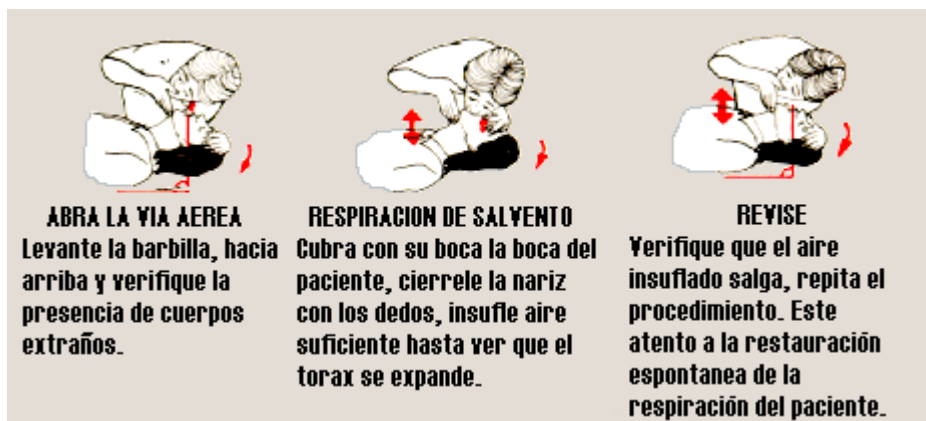 ABRA LA VIA AEREA
Levante la barbilla, hacia
arriba y verifique la
presencia de cuerpos
extraños.
RESPIRACION DE SALVENTO
Cubra con su boca la boca del
paciente, cierrele la nariz
con los dedos, insufle aire
suficiente hasta ver que el
torax se expande.
REVISE
Verifique que el aire
insuflado salga, repita el
procedimiento. Este
atento a la restauración
espontanea de la
respiración del paciente.